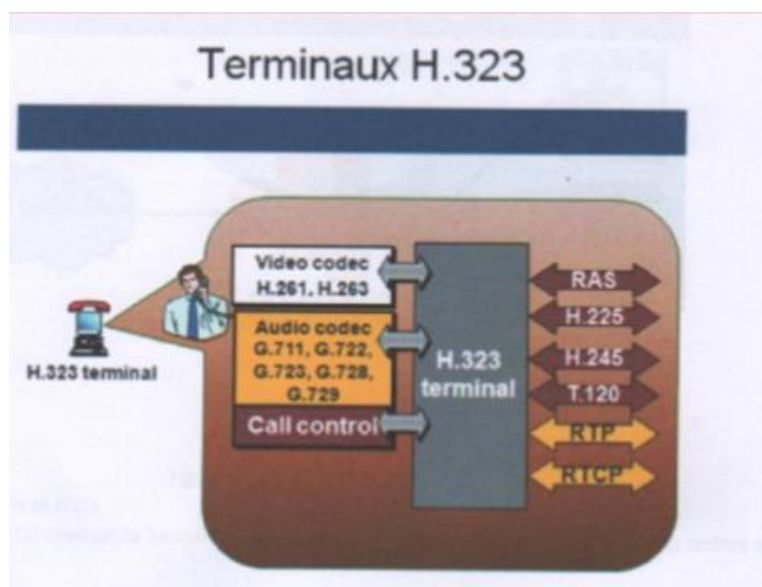 Terminaux H.323
Video codec
H.261, H.263
Audio codec
G.711, G.722,
G.723, G.728,
G.729
Call control
H.323 terminal
H.323
terminal
RAS
H.225
H.245
T.120
RTP
RTCP